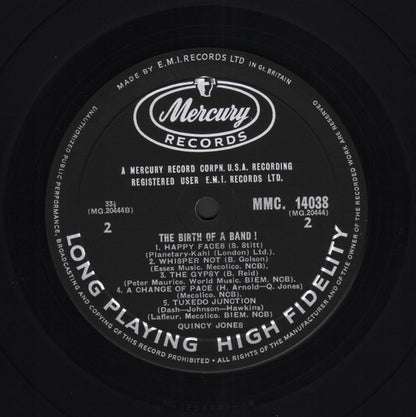 MADE BY E.M.I. RECORDS LTD IN GT. BRITAIN
Mercury
RECORDS
A MERCURY RECORD CORPN. U.S.A. RECORDING
REGISTERED USER E.M.I. RECORDS LTD.
33⅓ MMC. 14038
(MG.20444B) (MG.20444)
2 2
THE BIRTH OF A BAND !
1. HAPPY FACES (S. Stitt)
(Planetary-Kahl (London) Ltd.)
2. WHISPER NOT (B. Golson)
(Essex Music. Mecolico. NCB).
3. THE GYPSY (B. Reid)
(Peter Maurice. World Music. BIEM. NCB).
4. A CHANGE OF PACE (H. Arnold—Q. Jones)
(Mecolico. NCB).
5. TUXEDO JUNCTION
(Dash—Johnson—Hawkins)
(Lafleur. Mecolico. BIEM. NCB)
QUINCY JONES
LONG PLAYING HIGH FIDELITY
UNAUTHORIZED PUBLIC PERFORMANCE, BROADCASTING AND COPYING OF THIS RECORD PROHIBITED • ALL RIGHTS OF THE MANUFACTURER AND OF THE OWNER OF THE RECORDED WORK ARE RESERVED.